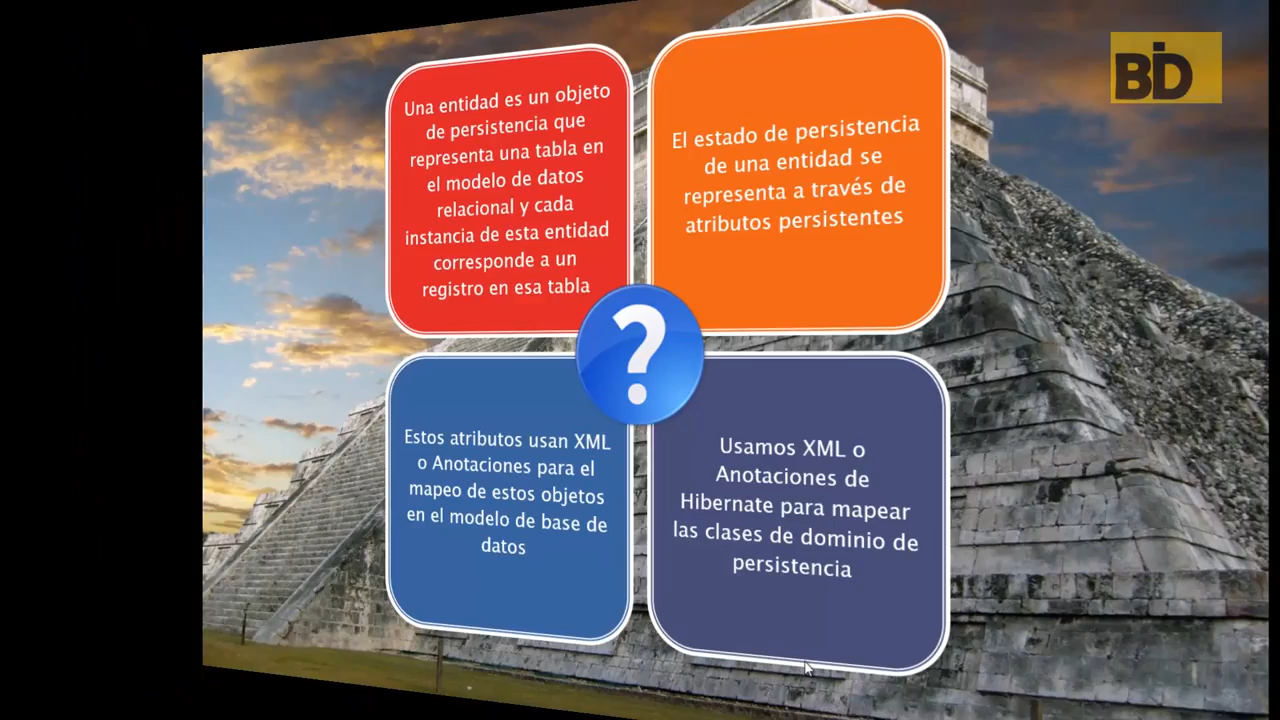 BID
Una entidad es un objeto
de persistencia que
representa una tabla en
el modelo de datos
relacional y cada
instancia de esta entidad
corresponde a un
registro en esa tabla
El estado de persistencia
de una entidad se
representa a través de
atributos persistentes
?
Estos atributos usan XML
o Anotaciones para el
mapeo de estos objetos
en el modelo de base de
datos
Usamos XML o
Anotaciones de
Hibernate para mapear
las clases de dominio de
persistencia